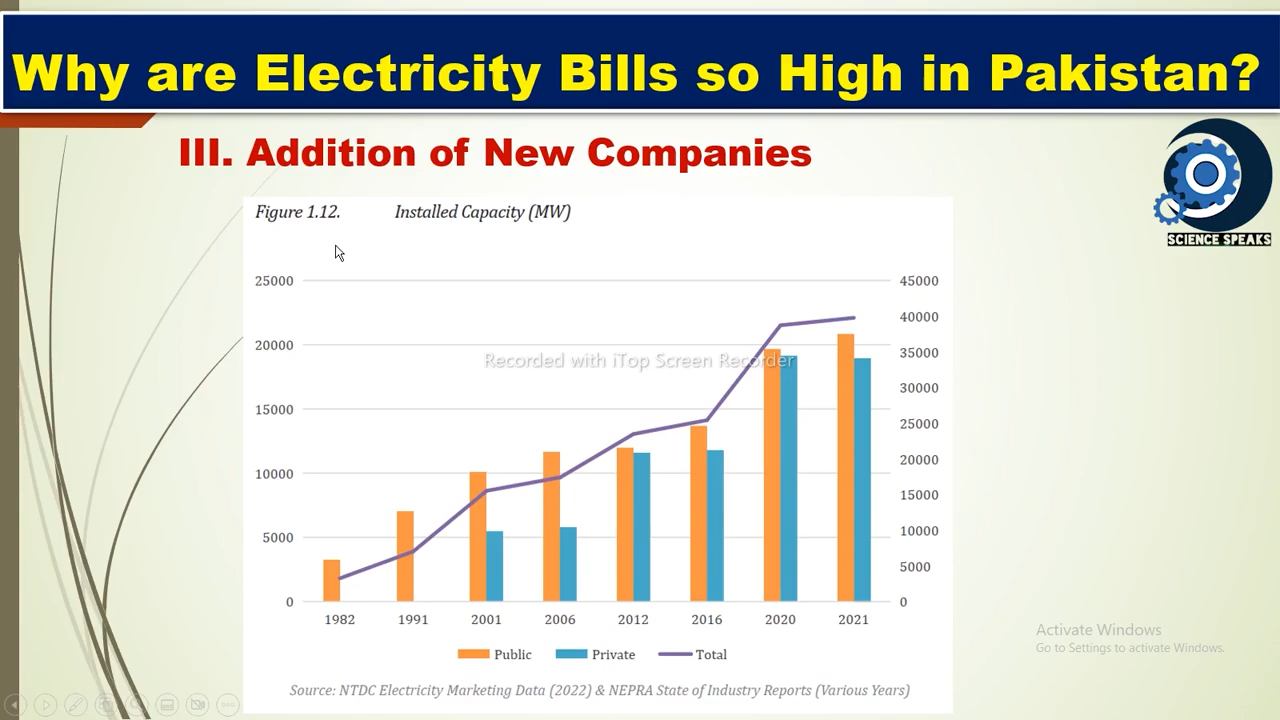 Why are Electricity Bills so High in Pakistan?
III. Addition of New Companies
SCIENCE SPEAKS
Figure 1.12. Installed Capacity (MW)
25000 45000
40000
20000 35000
Recorded with iTop Screen Recorder
30000
15000 25000
10000 20000
15000
5000 10000
5000
0 0
1982 1991 2001 2006 2012 2016 2020 2021
Public Private Total
Source: NTDC Electricity Marketing Data (2022) & NEPRA State of Industry Reports (Various Years)
Activate Windows
Go to Settings to activate Windows.